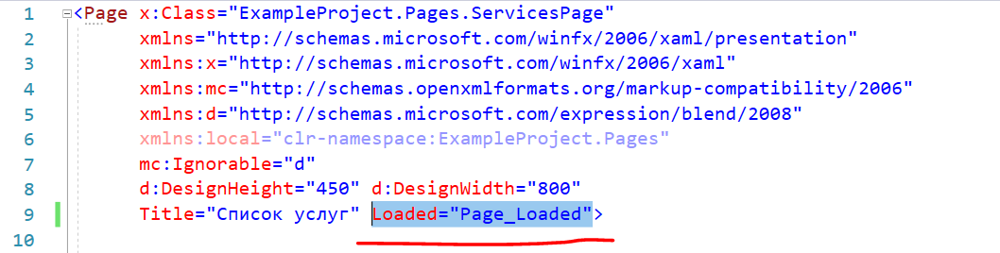 1 <Page x:Class="ExampleProject.Pages.ServicesPage"
2 xmlns="http://schemas.microsoft.com/winfx/2006/xaml/presentation"
3 xmlns:x="http://schemas.microsoft.com/winfx/2006/xaml"
4 xmlns:mc="http://schemas.openxmlformats.org/markup-compatibility/2006"
5 xmlns:d="http://schemas.microsoft.com/expression/blend/2008"
6 xmlns:local="clr-namespace:ExampleProject.Pages"
7 mc:Ignorable="d"
8 d:DesignHeight="450" d:DesignWidth="800"
9 Title="Список услуг" Loaded="Page_Loaded">
10